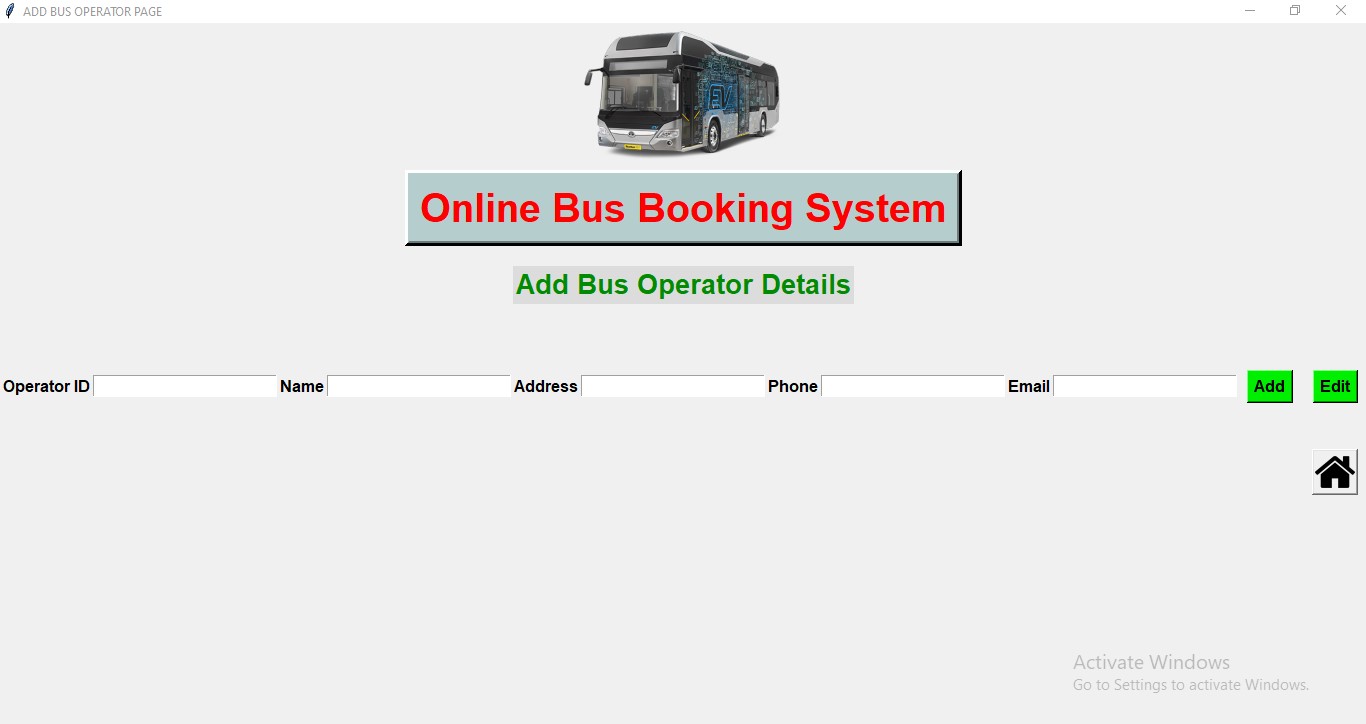 ADD BUS OPERATOR PAGE
EV
Online Bus Booking System
Add Bus Operator Details
Operator ID Name Address Phone Email Add Edit
Activate Windows
Go to Settings to activate Windows.